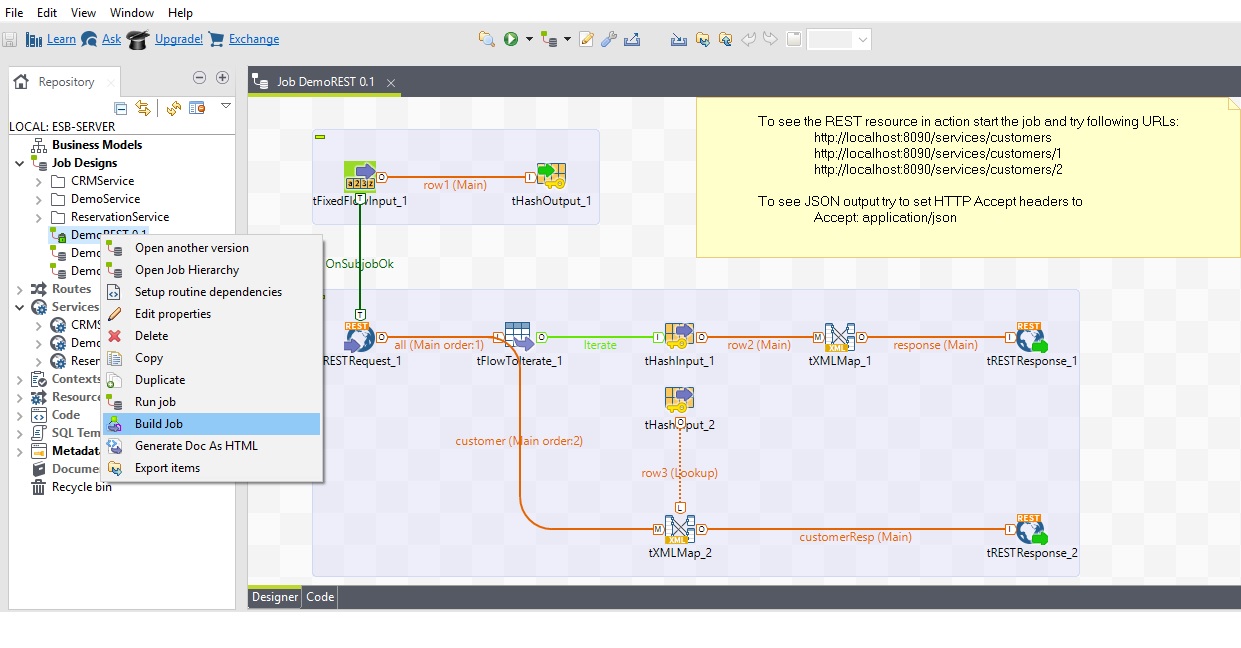 File Edit View Window Help
Learn Ask Upgrade! Exchange
Repository
LOCAL: ESB-SERVER
Business Models
Job Designs
CRMService
DemoService
ReservationService
DemoREST 0.1
Demo
Demo
Routes
Services
CRMS
Demo
Reser
Contexts
Resourc
Code
SQL Tem
Metadata
Docume
Recycle bin
Open another version
Open Job Hierarchy
Setup routine dependencies
Edit properties
Delete
Copy
Duplicate
Run job
Build Job
Generate Doc As HTML
Export items
Job DemoREST 0.1
To see the REST resource in action start the job and try following URLs:
http://localhost:8090/services/customers
http://localhost:8090/services/customers/1
http://localhost:8090/services/customers/2
To see JSON output try to set HTTP Accept headers to
Accept: application/json
row1 (Main)
tFixedFlowInput_1
tHashOutput_1
OnSubjobOk
all (Main order:1)
Iterate
row2 (Main)
response (Main)
RESTRequest_1
tFlowToIterate_1
tHashInput_1
tXMLMap_1
tRESTResponse_1
tHashInput_2
customer (Main order:2)
row3 (Lookup)
customerResp (Main)
tXMLMap_2
tRESTResponse_2
Designer Code